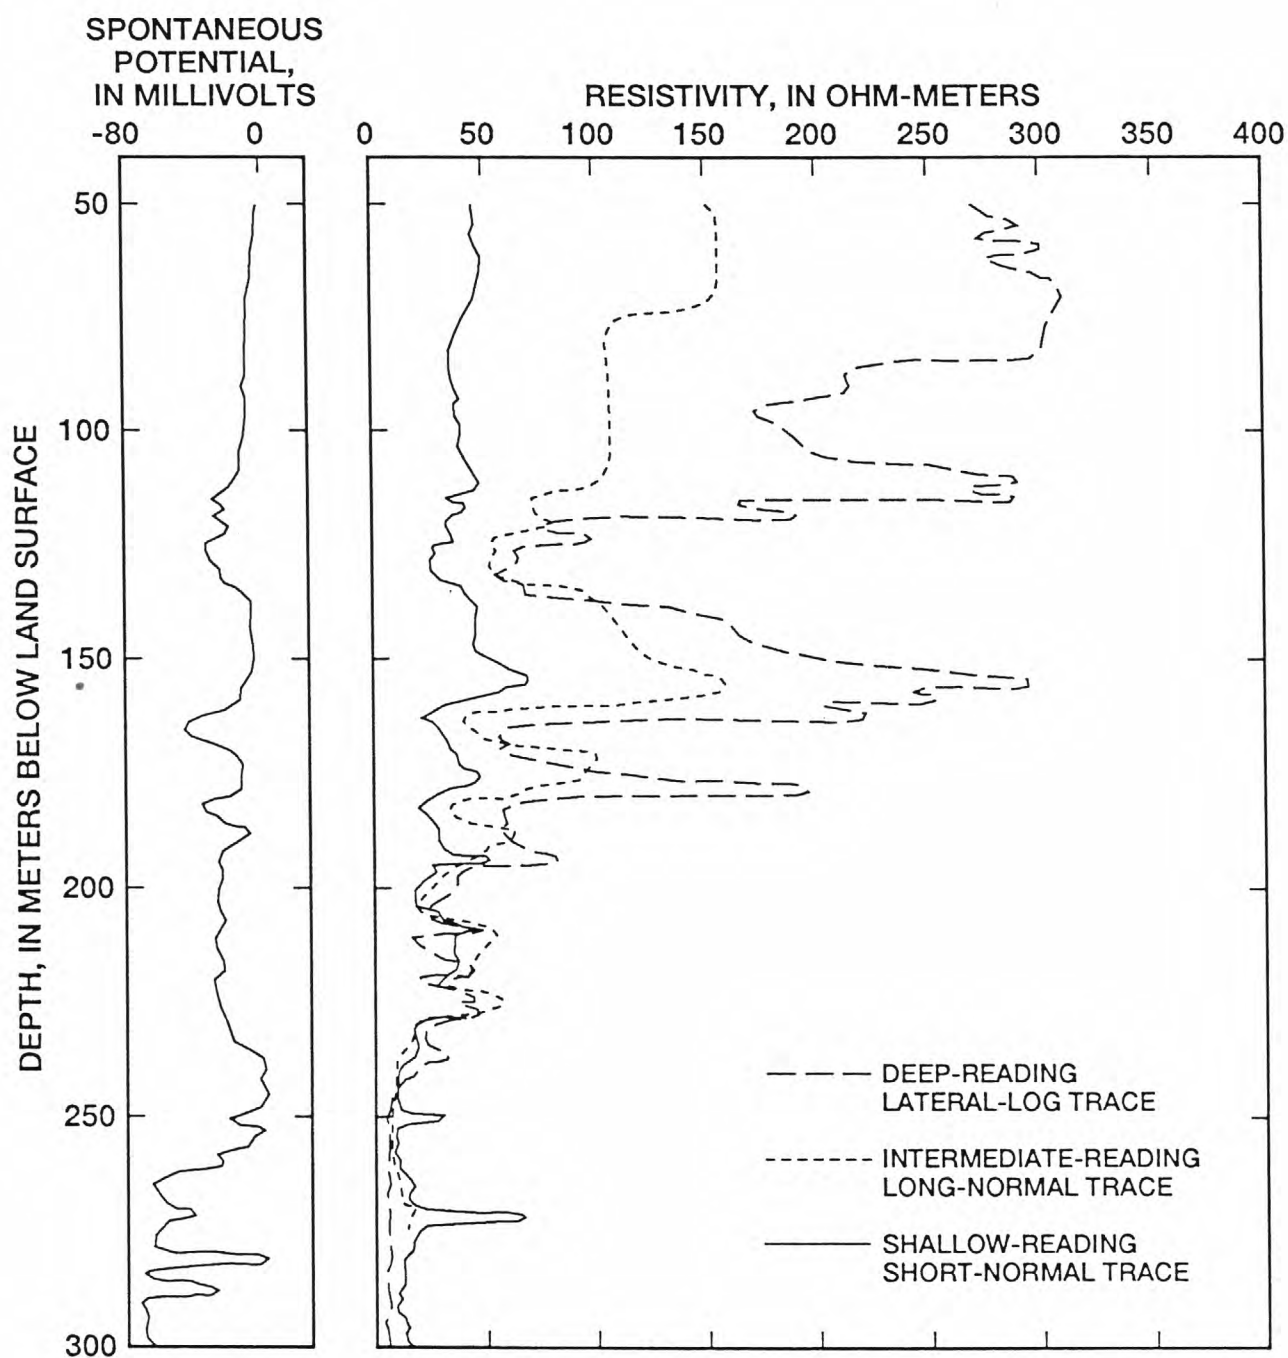 SPONTANEOUS
POTENTIAL,
IN MILLIVOLTS
-80 0
RESISTIVITY, IN OHM-METERS
0 50 100 150 200 250 300 350 400
DEPTH, IN METERS BELOW LAND SURFACE
50
100
150
200
250
300
DEEP-READING
LATERAL-LOG TRACE
INTERMEDIATE-READING
LONG-NORMAL TRACE
SHALLOW-READING
SHORT-NORMAL TRACE